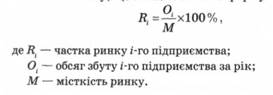 R_i = O_i / M × 100%,
де R_i — частка ринку i-го підприємства;
O_i — обсяг збуту i-го підприємства за рік;
M — місткість ринку.